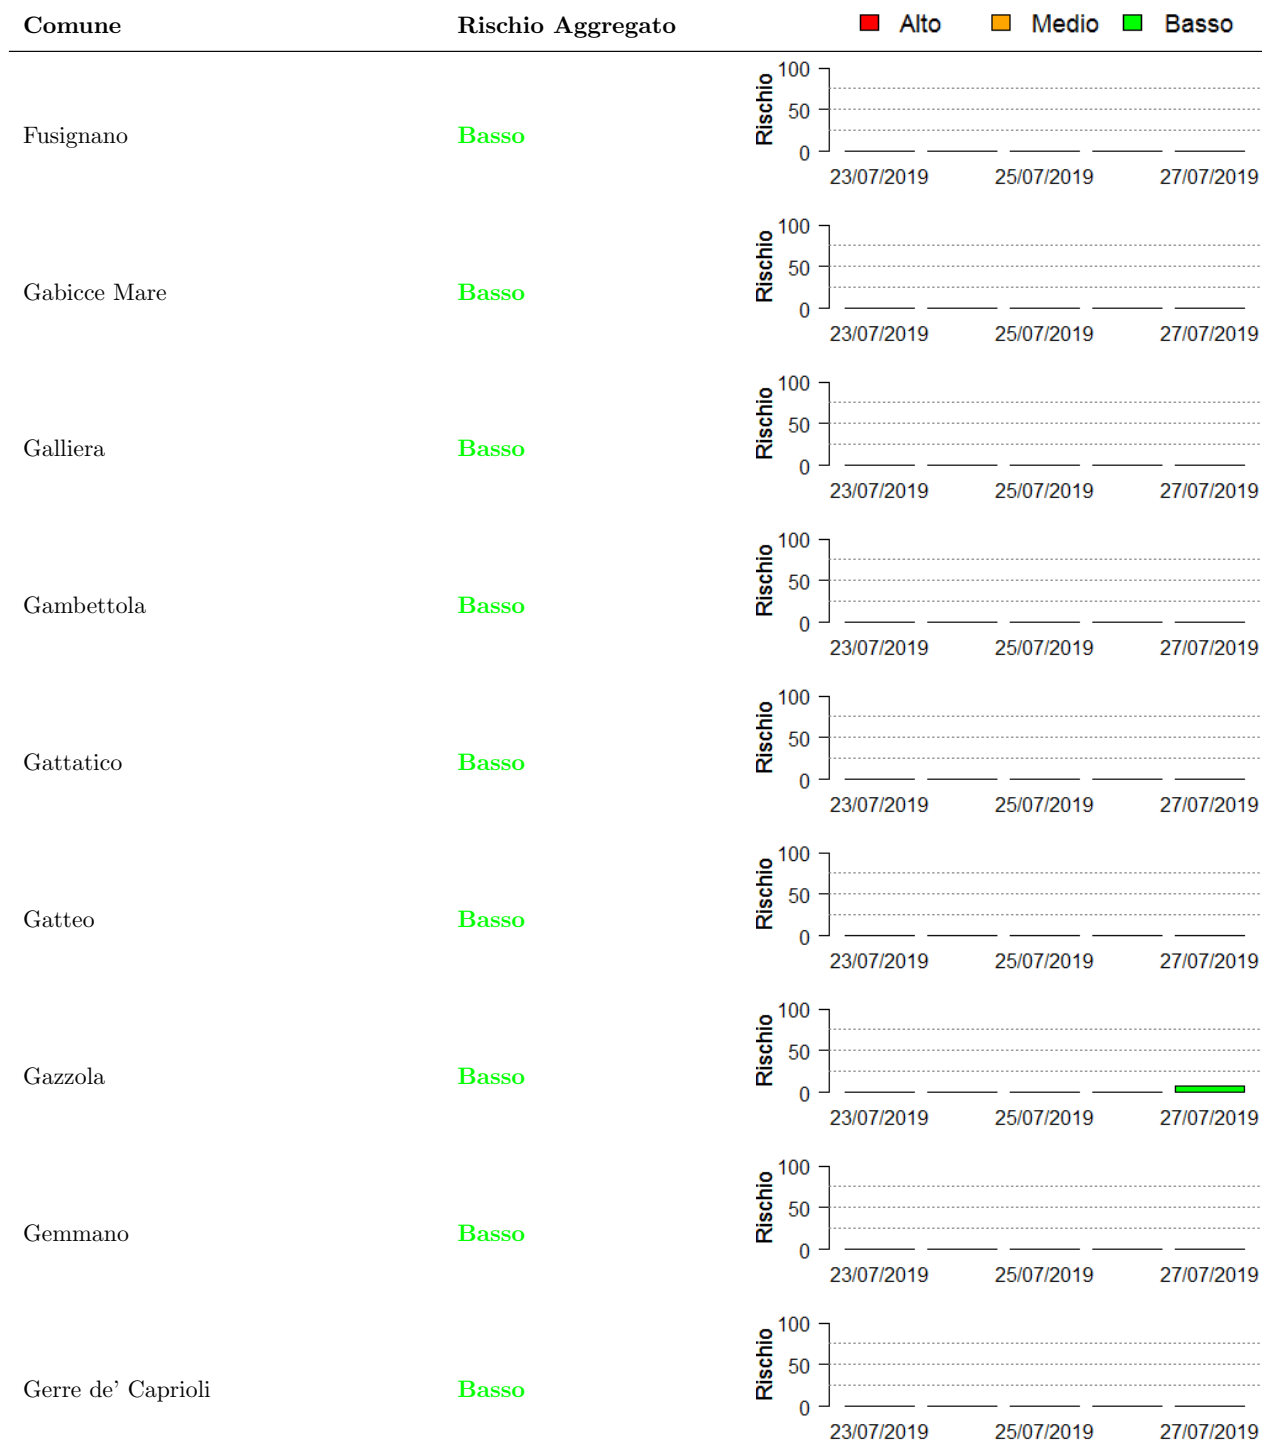 Comune Rischio Aggregato Alto Medio Basso
Fusignano Basso Rischio 100 50 0
23/07/2019 25/07/2019 27/07/2019
Gabicce Mare Basso Rischio 100 50 0
23/07/2019 25/07/2019 27/07/2019
Galliera Basso Rischio 100 50 0
23/07/2019 25/07/2019 27/07/2019
Gambettola Basso Rischio 100 50 0
23/07/2019 25/07/2019 27/07/2019
Gattatico Basso Rischio 100 50 0
23/07/2019 25/07/2019 27/07/2019
Gatteo Basso Rischio 100 50 0
23/07/2019 25/07/2019 27/07/2019
Gazzola Basso Rischio 100 50 0
23/07/2019 25/07/2019 27/07/2019
Gemmano Basso Rischio 100 50 0
23/07/2019 25/07/2019 27/07/2019
Gerre de' Caprioli Basso Rischio 100 50 0
23/07/2019 25/07/2019 27/07/2019